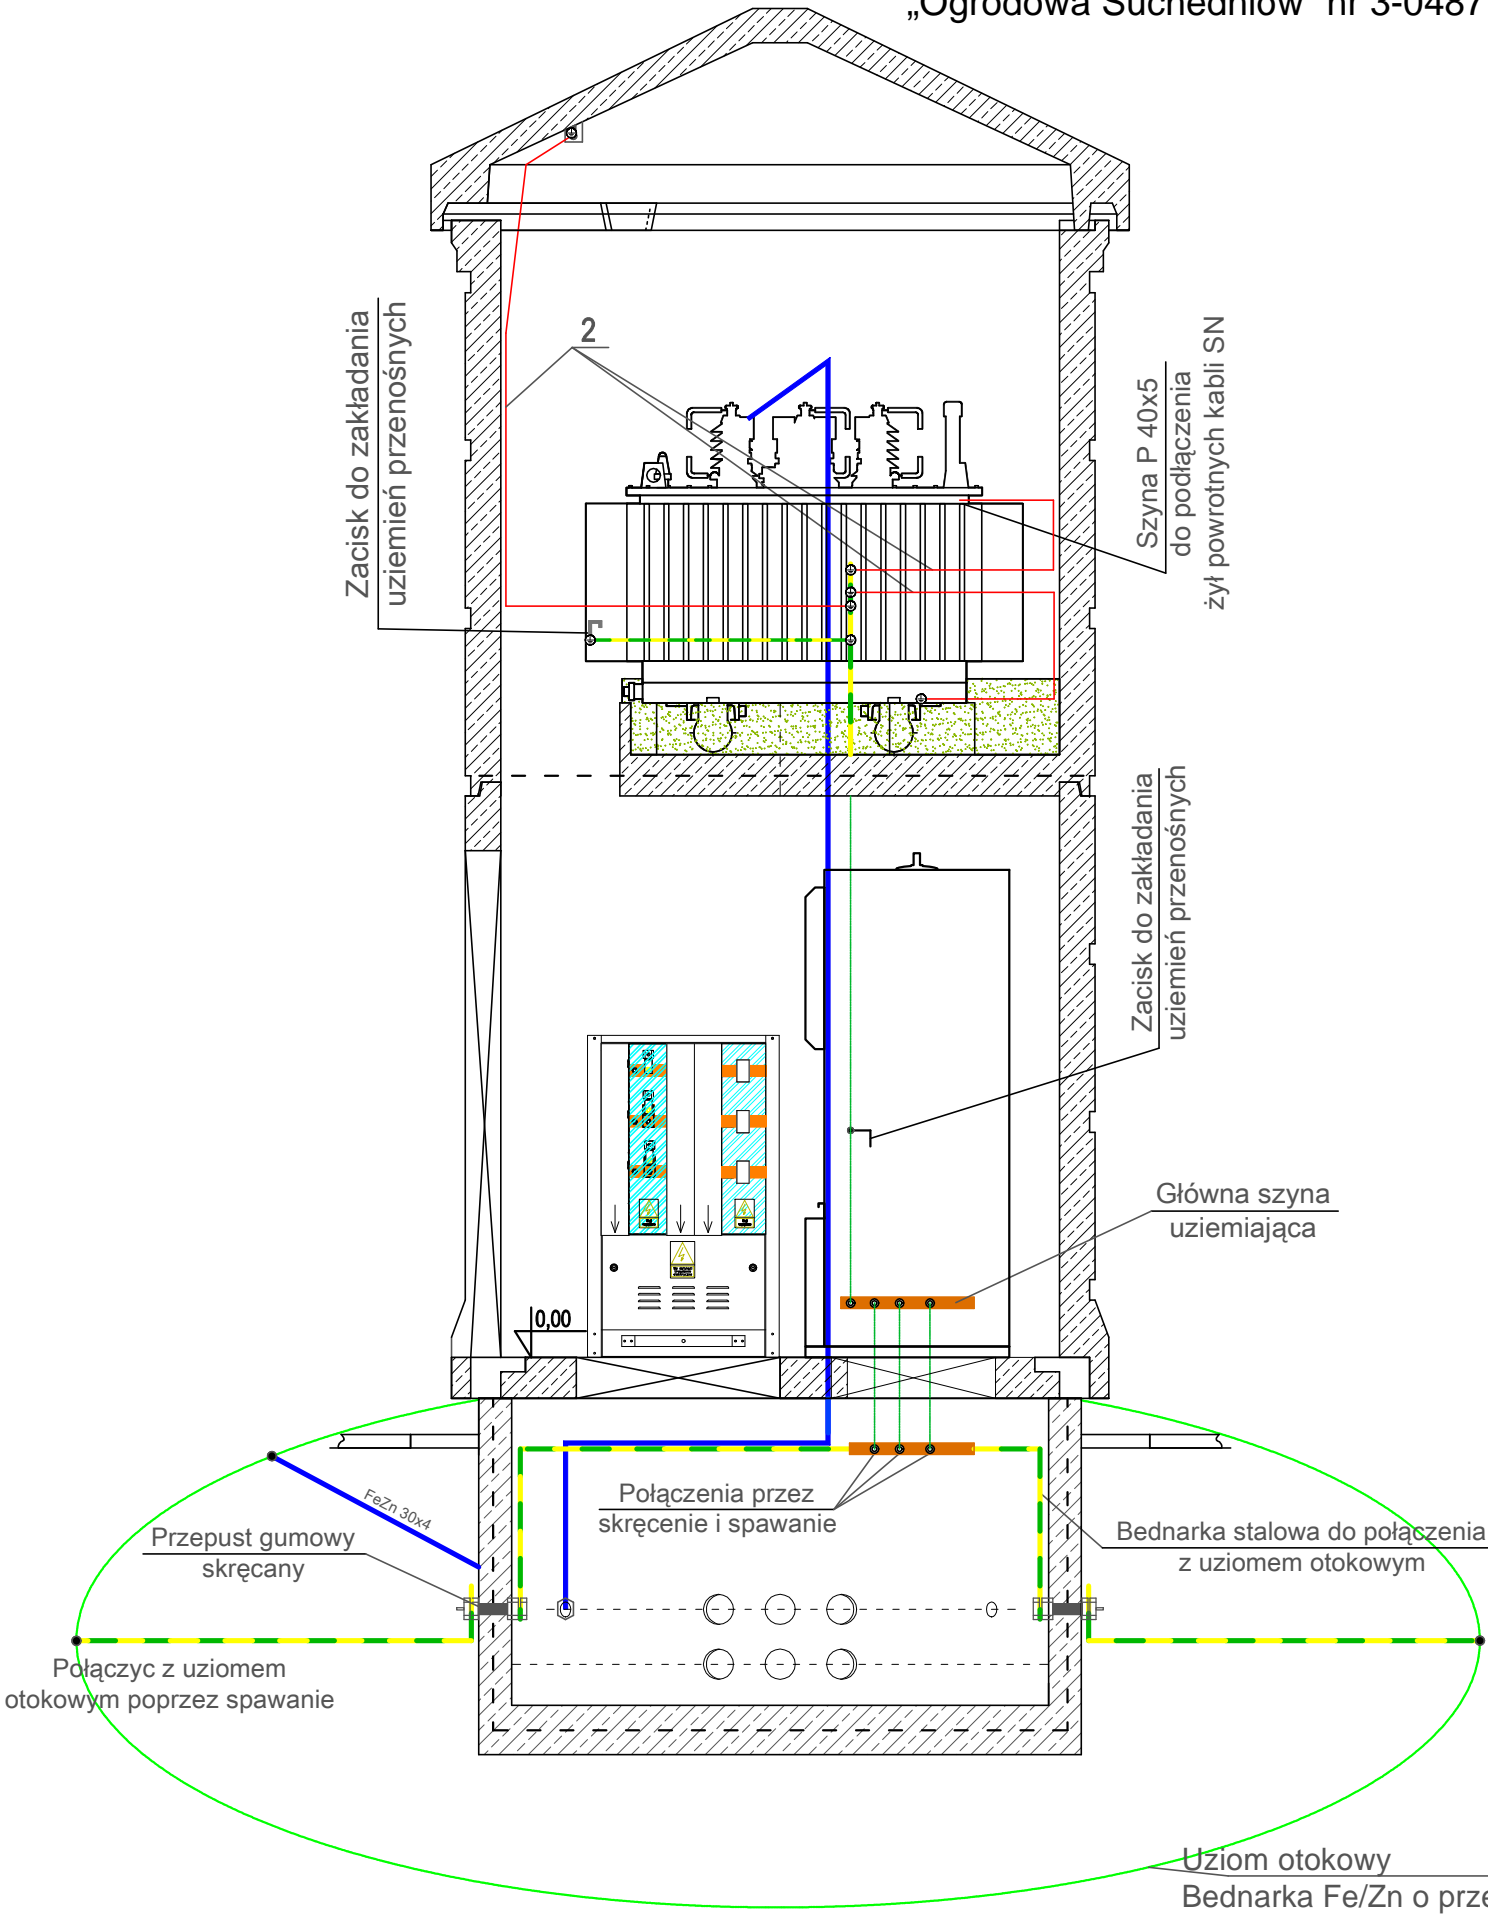 „Ogrodowa Suchedniów" nr 3-0487
Zacisk do zakładania
uziemień przenośnych
2
Szyna P 40x5
do podłączenia
żył powrotnych kabli SN
Zacisk do zakładania
uziemień przenośnych
Główna szyna
uziemiająca
0,00
FeZn 30x4
Połączenia przez
skręcenie i spawanie
Przepust gumowy
skręcany
Bednarka stalowa do połączenia
z uziomem otokowym
Połączyc z uziomem
otokowym poprzez spawanie
Uziom otokowy
Bednarka Fe/Zn o prze